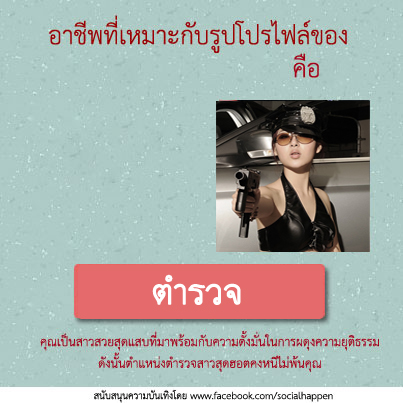 อาชีพที่เหมาะกับรูปโปรไฟล์ของ
คือ
ตำรวจ
คุณเป็นสาวสวยสุดแสบที่มาพร้อมกับความตั้งมั่นในการผดุงความยุติธรรม
ดังนั้นตำแหน่งตำรวจสาวสุดฮอตคงหนีไม่พ้นคุณ
สนับสนุนความบันเทิงโดย www.facebook.com/socialhappen